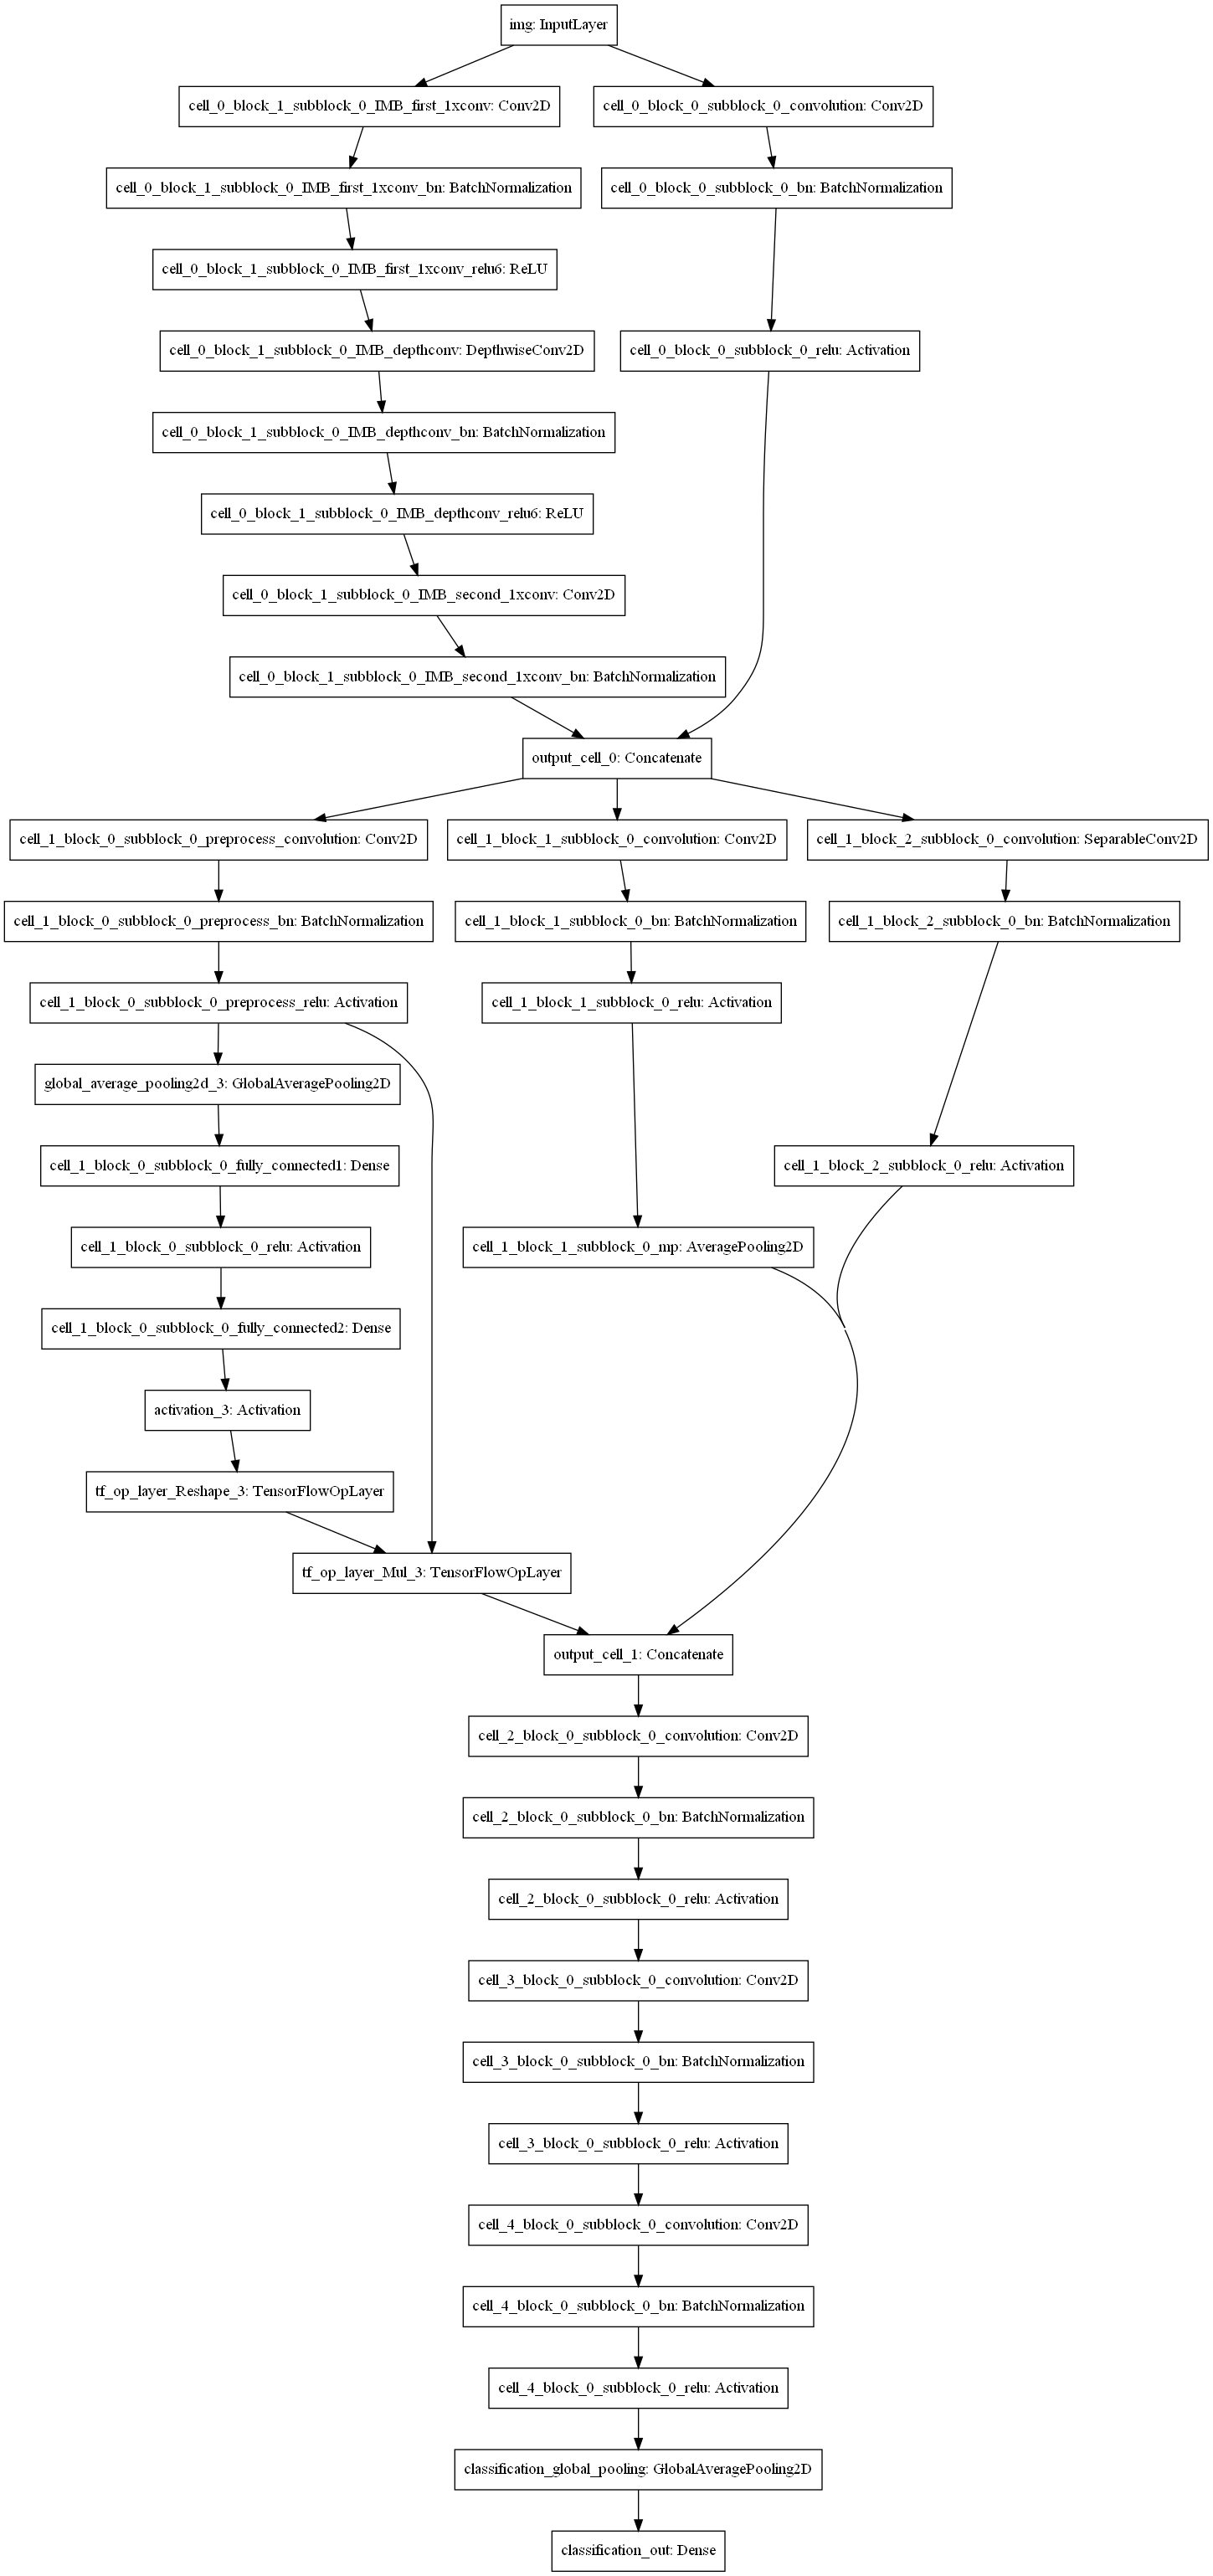 img: InputLayer
cell_0_block_1_subblock_0_IMB_first_1xconv: Conv2D
cell_0_block_0_subblock_0_convolution: Conv2D
cell_0_block_1_subblock_0_IMB_first_1xconv_bn: BatchNormalization
cell_0_block_0_subblock_0_bn: BatchNormalization
cell_0_block_1_subblock_0_IMB_first_1xconv_relu6: ReLU
cell_0_block_1_subblock_0_IMB_depthconv: DepthwiseConv2D
cell_0_block_0_subblock_0_relu: Activation
cell_0_block_1_subblock_0_IMB_depthconv_bn: BatchNormalization
cell_0_block_1_subblock_0_IMB_depthconv_relu6: ReLU
cell_0_block_1_subblock_0_IMB_second_1xconv: Conv2D
cell_0_block_1_subblock_0_IMB_second_1xconv_bn: BatchNormalization
output_cell_0: Concatenate
cell_1_block_0_subblock_0_preprocess_convolution: Conv2D
cell_1_block_1_subblock_0_convolution: Conv2D
cell_1_block_2_subblock_0_convolution: SeparableConv2D
cell_1_block_0_subblock_0_preprocess_bn: BatchNormalization
cell_1_block_1_subblock_0_bn: BatchNormalization
cell_1_block_2_subblock_0_bn: BatchNormalization
cell_1_block_0_subblock_0_preprocess_relu: Activation
cell_1_block_1_subblock_0_relu: Activation
global_average_pooling2d_3: GlobalAveragePooling2D
cell_1_block_0_subblock_0_fully_connected1: Dense
cell_1_block_2_subblock_0_relu: Activation
cell_1_block_0_subblock_0_relu: Activation
cell_1_block_1_subblock_0_mp: AveragePooling2D
cell_1_block_0_subblock_0_fully_connected2: Dense
activation_3: Activation
tf_op_layer_Reshape_3: TensorFlowOpLayer
tf_op_layer_Mul_3: TensorFlowOpLayer
output_cell_1: Concatenate
cell_2_block_0_subblock_0_convolution: Conv2D
cell_2_block_0_subblock_0_bn: BatchNormalization
cell_2_block_0_subblock_0_relu: Activation
cell_3_block_0_subblock_0_convolution: Conv2D
cell_3_block_0_subblock_0_bn: BatchNormalization
cell_3_block_0_subblock_0_relu: Activation
cell_4_block_0_subblock_0_convolution: Conv2D
cell_4_block_0_subblock_0_bn: BatchNormalization
cell_4_block_0_subblock_0_relu: Activation
classification_global_pooling: GlobalAveragePooling2D
classification_out: Dense